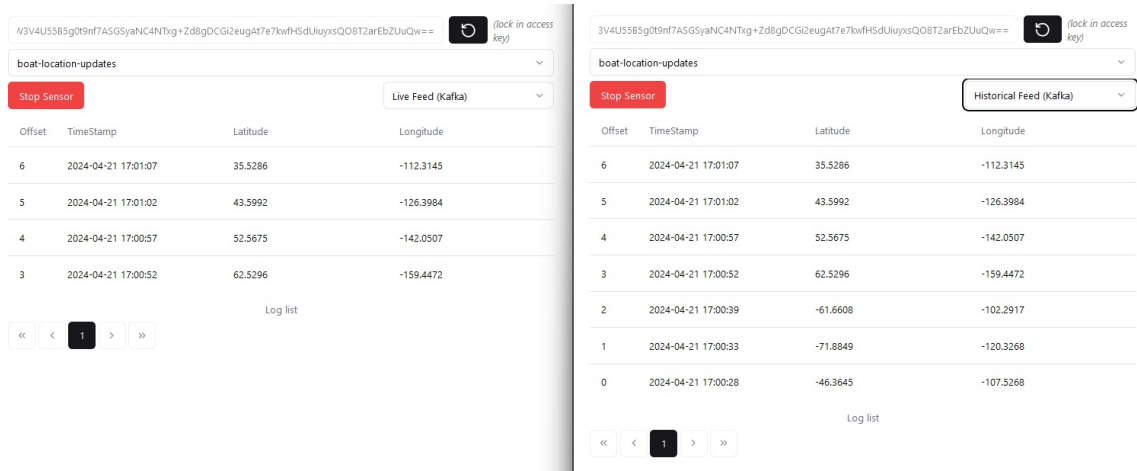 W3V4U55B5g0t9nf7ASGSyaNC4NTxg+Zd8gDCGi2eugAt7e7kwfHSdUiuyxsQO8T2arEbZUuQw==
(lock in access
key)
boat-location-updates
Stop Sensor
Live Feed (Kafka)
Offset TimeStamp Latitude Longitude
6 2024-04-21 17:01:07 35.5286 -112.3145
5 2024-04-21 17:01:02 43.5992 -126.3984
4 2024-04-21 17:00:57 52.5675 -142.0507
3 2024-04-21 17:00:52 62.5296 -159.4472
Log list
« < 1 > »
3V4U55B5g0t9nf7ASGSyaNC4NTxg+Zd8gDCGi2eugAt7e7kwfHSdUiuyxsQO8T2arEbZUuQw==
(lock in access
key)
boat-location-updates
Stop Sensor
Historical Feed (Kafka)
Offset TimeStamp Latitude Longitude
6 2024-04-21 17:01:07 35.5286 -112.3145
5 2024-04-21 17:01:02 43.5992 -126.3984
4 2024-04-21 17:00:57 52.5675 -142.0507
3 2024-04-21 17:00:52 62.5296 -159.4472
2 2024-04-21 17:00:39 -61.6608 -102.2917
1 2024-04-21 17:00:33 -71.8849 -120.3268
0 2024-04-21 17:00:28 -46.3645 -107.5268
Log list
« < 1 > »